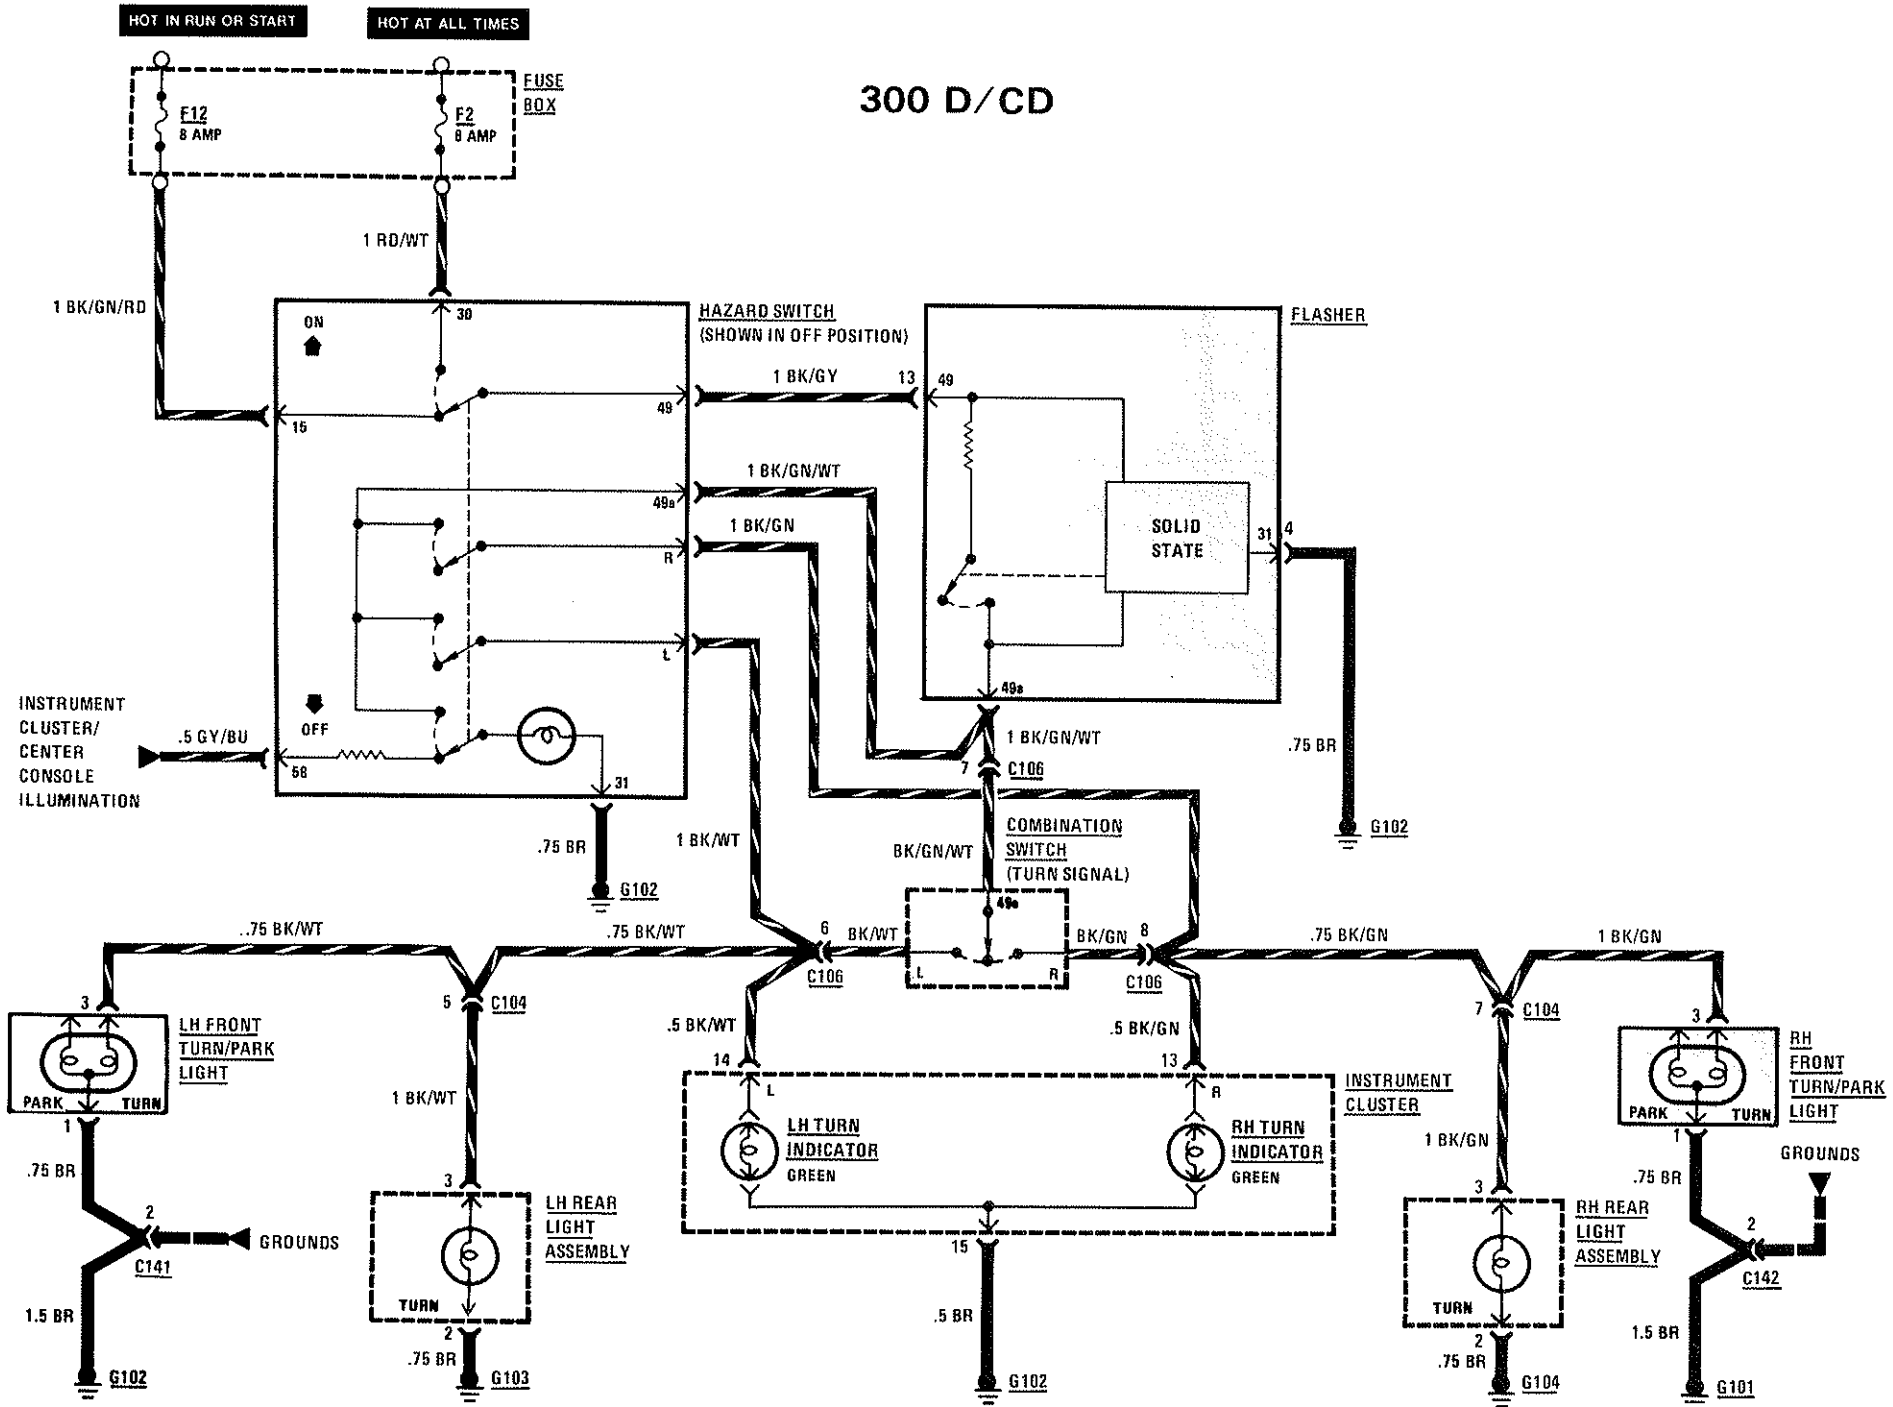 HOT IN RUN OR START
HOT AT ALL TIMES
300 D/CD
FUSE
BOX
F12
8 AMP
F2
8 AMP
1 RD/WT
1 BK/GN/RD
HAZARD SWITCH
(SHOWN IN OFF POSITION)
FLASHER
ON
30
15
49
1 BK/GY
13
49
1 BK/GN/WT
49a
1 BK/GN
R
L
SOLID
STATE
31
4
49a
OFF
INSTRUMENT
CLUSTER/
CENTER
CONSOLE
ILLUMINATION
.5 GY/BU
58
31
1 BK/GN/WT
7
C106
.75 BR
G102
.75 BR
G102
1 BK/WT
COMBINATION
SWITCH
(TURN SIGNAL)
BK/GN/WT
49a
L
R
..75 BK/WT
.75 BK/WT
6
BK/WT
C106
BK/GN
8
C106
.75 BK/GN
1 BK/GN
3
5
C104
.5 BK/WT
.5 BK/GN
7
C104
3
LH FRONT
TURN/PARK
LIGHT
PARK
TURN
1
14
13
L
R
INSTRUMENT
CLUSTER
LH TURN
INDICATOR
GREEN
RH TURN
INDICATOR
GREEN
RH
FRONT
TURN/PARK
LIGHT
PARK
TURN
1
1 BK/WT
1 BK/GN
.75 BR
2
C141
GROUNDS
1.5 BR
G102
3
LH REAR
LIGHT
ASSEMBLY
TURN
2
.75 BR
G103
15
.5 BR
G102
3
RH REAR
LIGHT
ASSEMBLY
TURN
2
.75 BR
G104
GROUNDS
.75 BR
2
C142
1.5 BR
G101